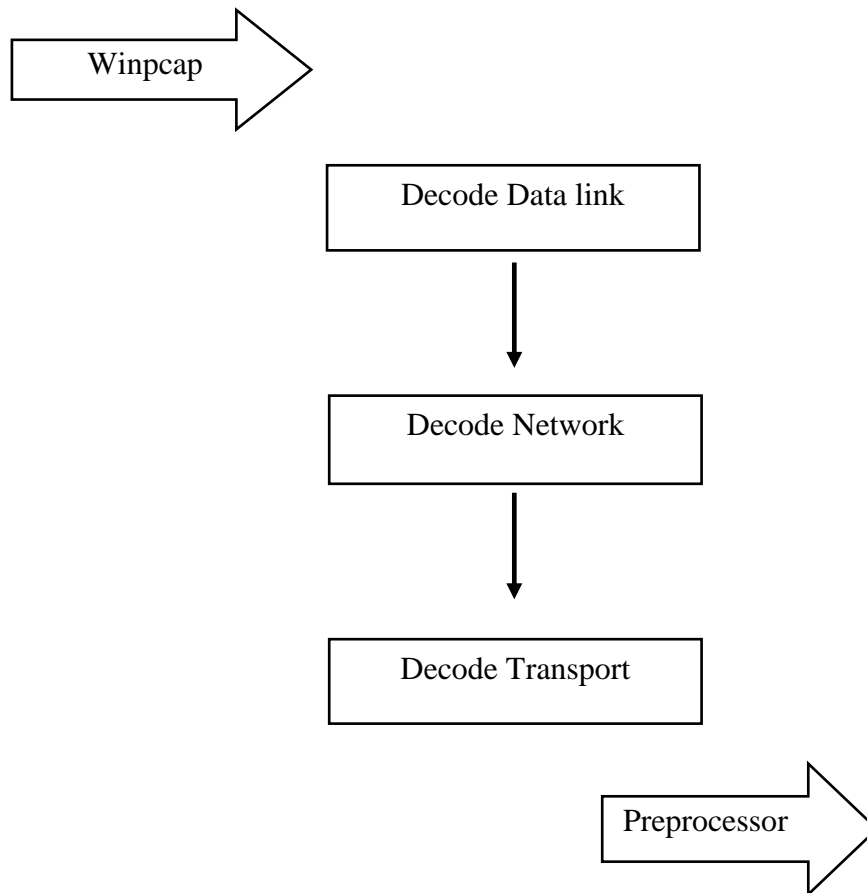 Winpcap
Decode Data link
Decode Network
Decode Transport
Preprocessor